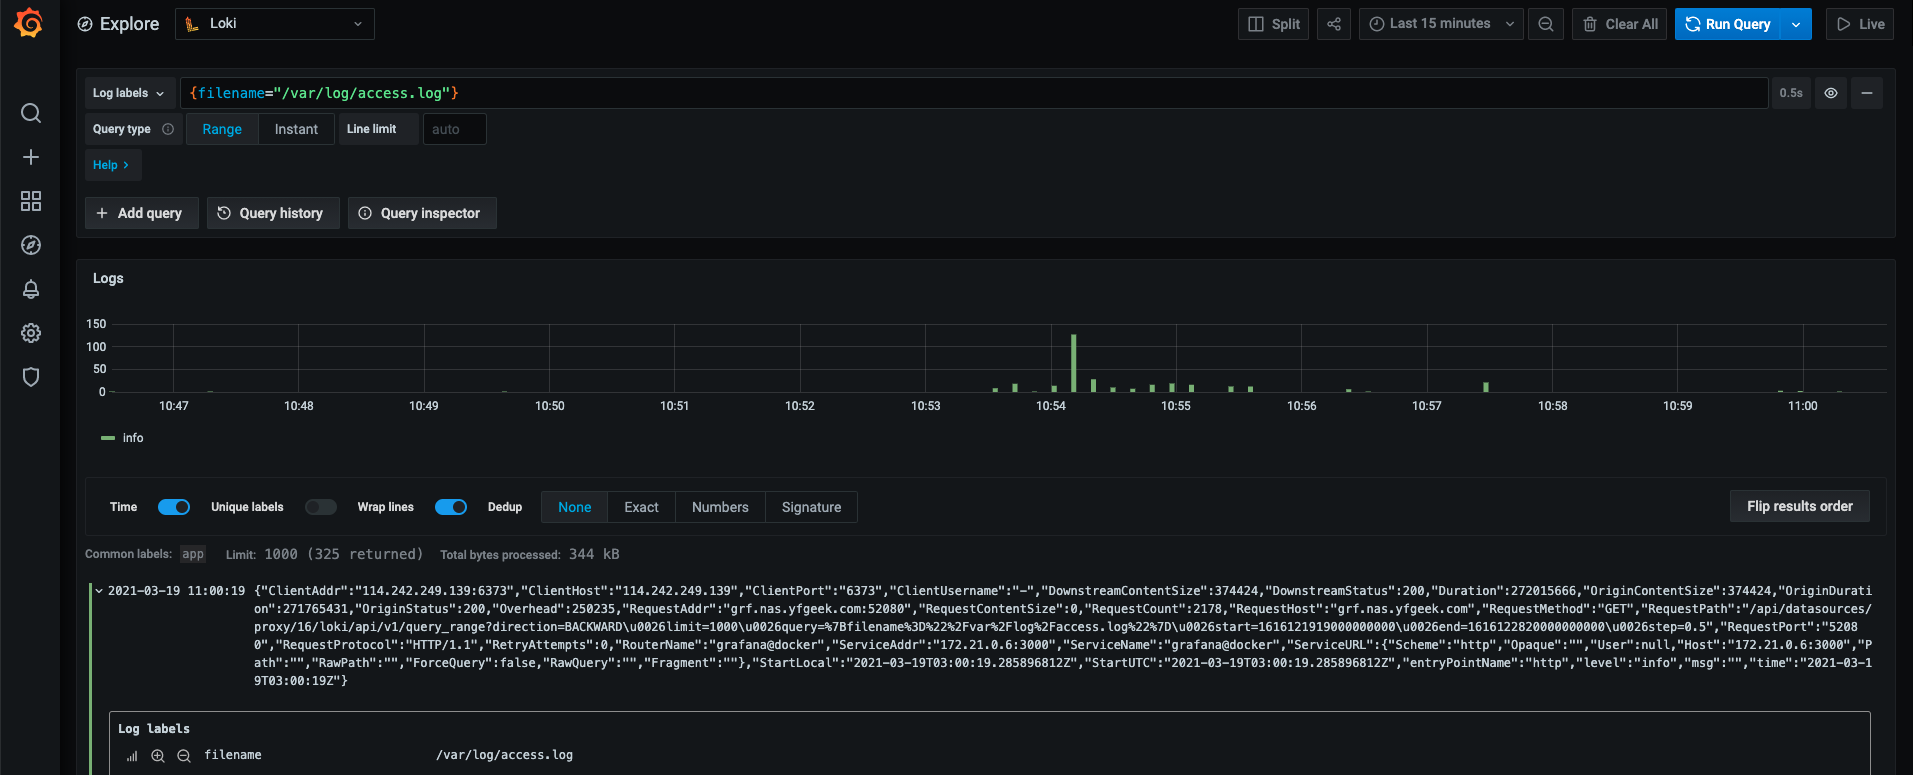 Explore
Loki
Split
Last 15 minutes
Clear All
Run Query
Live
Log labels
{filename="/var/log/access.log"}
0.5s
Query type
Range
Instant
Line limit
auto
Help
Add query
Query history
Query inspector
Logs
150
100
50
0
10:47 10:48 10:49 10:50 10:51 10:52 10:53 10:54 10:55 10:56 10:57 10:58 10:59 11:00
info
Time
Unique labels
Wrap lines
Dedup
None
Exact
Numbers
Signature
Flip results order
Common labels: app Limit: 1000 (325 returned) Total bytes processed: 344 kB
2021-03-19 11:00:19 {"ClientAddr":"114.242.249.139:6373","ClientHost":"114.242.249.139","ClientPort":"6373","ClientUsername":"-","DownstreamContentSize":374424,"DownstreamStatus":200,"Duration":272015666,"OriginContentSize":374424,"OriginDurati
on":271765431,"OriginStatus":200,"Overhead":250235,"RequestAddr":"grf.nas.yfgeek.com:52080","RequestContentSize":0,"RequestCount":2178,"RequestHost":"grf.nas.yfgeek.com","RequestMethod":"GET","RequestPath":"/api/datasources/
proxy/16/loki/api/v1/query_range?direction=BACKWARD\u0026limit=1000\u0026query=%7Bfilename%3D%22%2Fvar%2Flog%2Faccess.log%22%7D\u0026start=1616121919000000000\u0026end=1616122820000000000\u0026step=0.5","RequestPort":"5208
0","RequestProtocol":"HTTP/1.1","RetryAttempts":0,"RouterName":"grafana@docker","ServiceAddr":"172.21.0.6:3000","ServiceName":"grafana@docker","ServiceURL":{"Scheme":"http","Opaque":"","User":null,"Host":"172.21.0.6:3000","P
ath":"","RawPath":"","ForceQuery":false,"RawQuery":"","Fragment":""},"StartLocal":"2021-03-19T03:00:19.285896812Z","StartUTC":"2021-03-19T03:00:19.285896812Z","entryPointName":"http","level":"info","msg":"","time":"2021-03-1
9T03:00:19Z"}
Log labels
filename /var/log/access.log